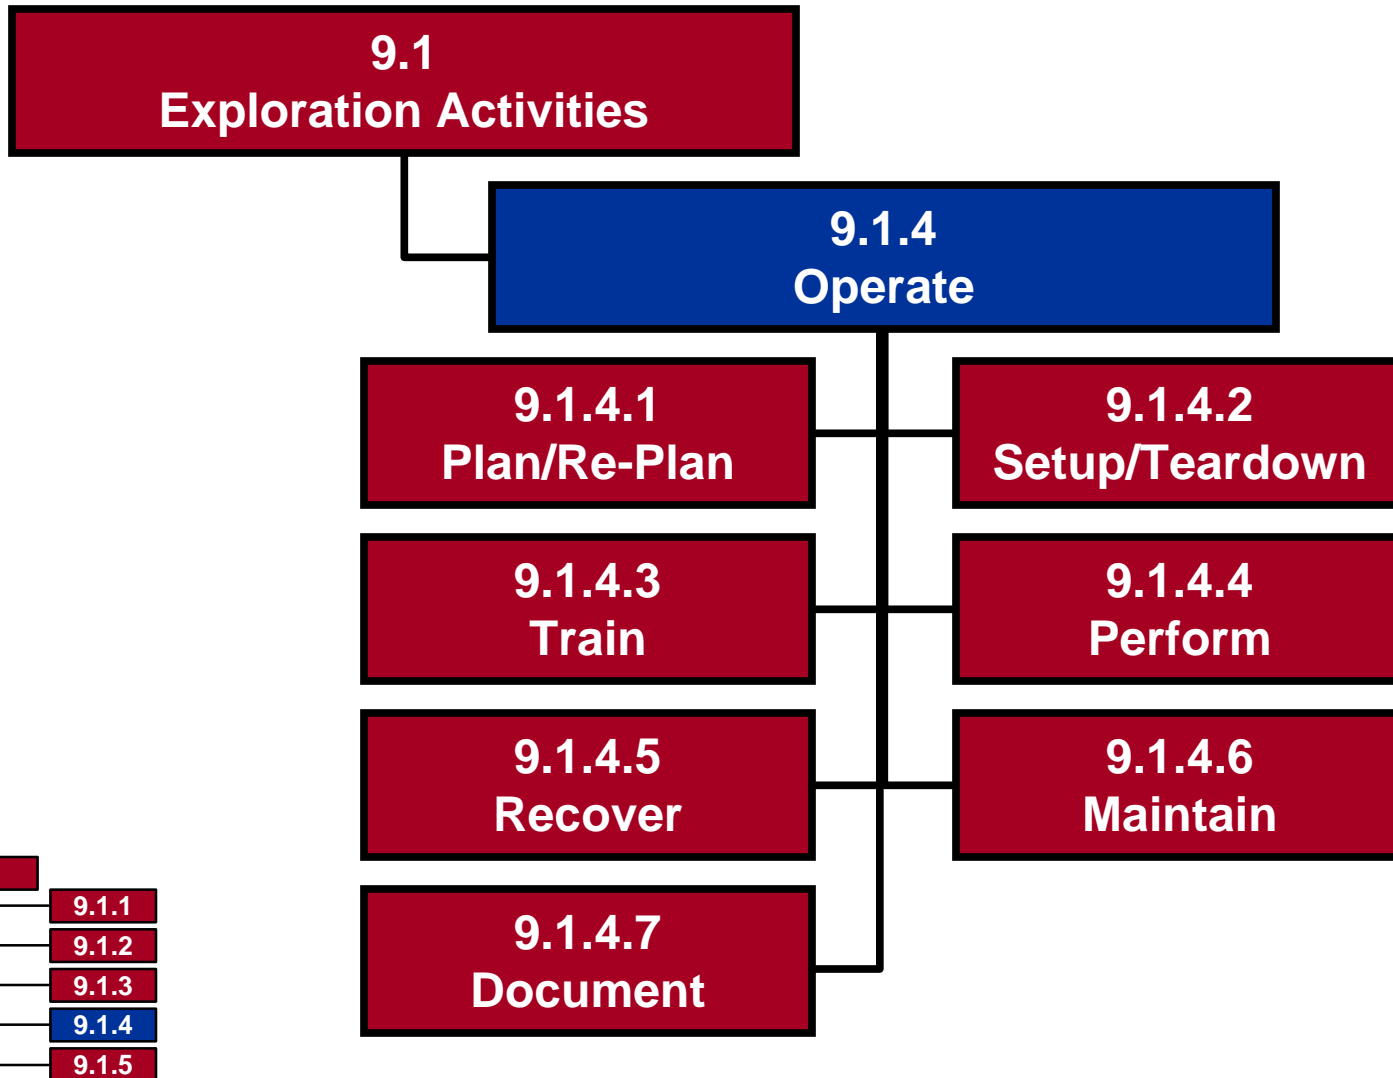 9.1
Exploration Activities
9.1.4
Operate
9.1.4.1
Plan/Re-Plan
9.1.4.2
Setup/Teardown
9.1.4.3
Train
9.1.4.4
Perform
9.1.4.5
Recover
9.1.4.6
Maintain
9.1.4.7
Document
9.1.1
9.1.2
9.1.3
9.1.4
9.1.5